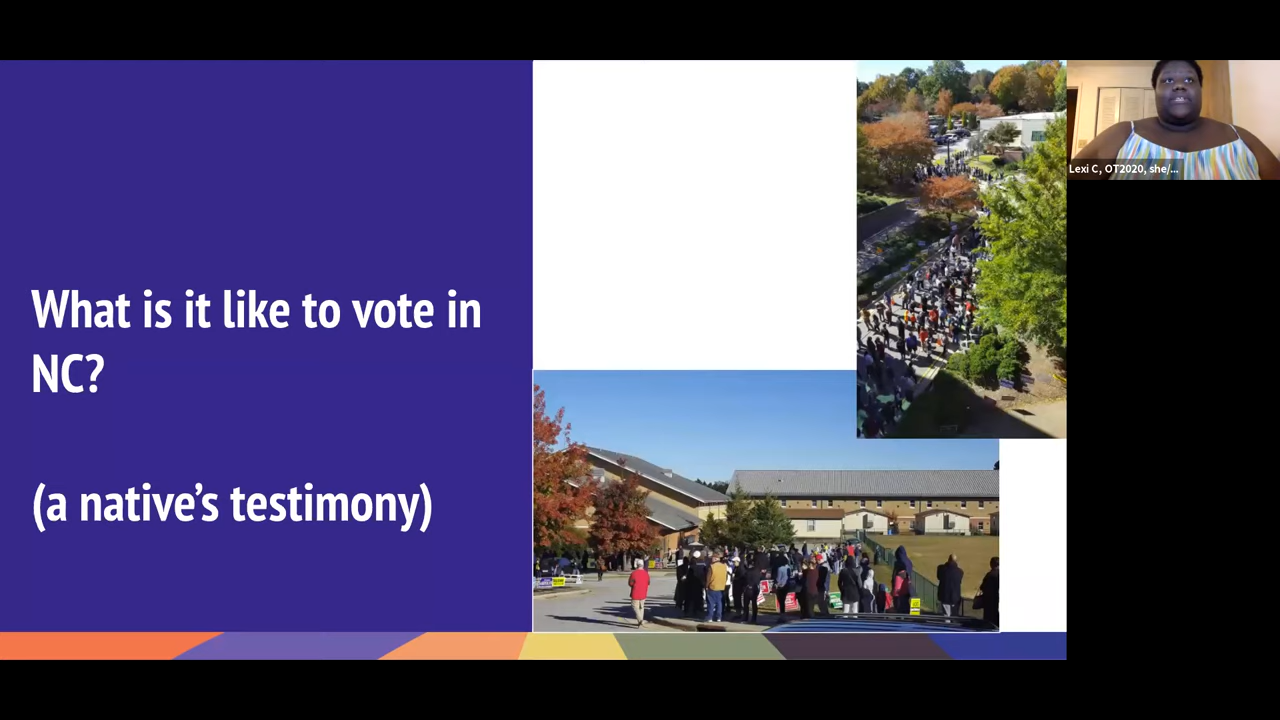 What is it like to vote in
NC?
(a native's testimony)
Lexi C, OT2020, she/...